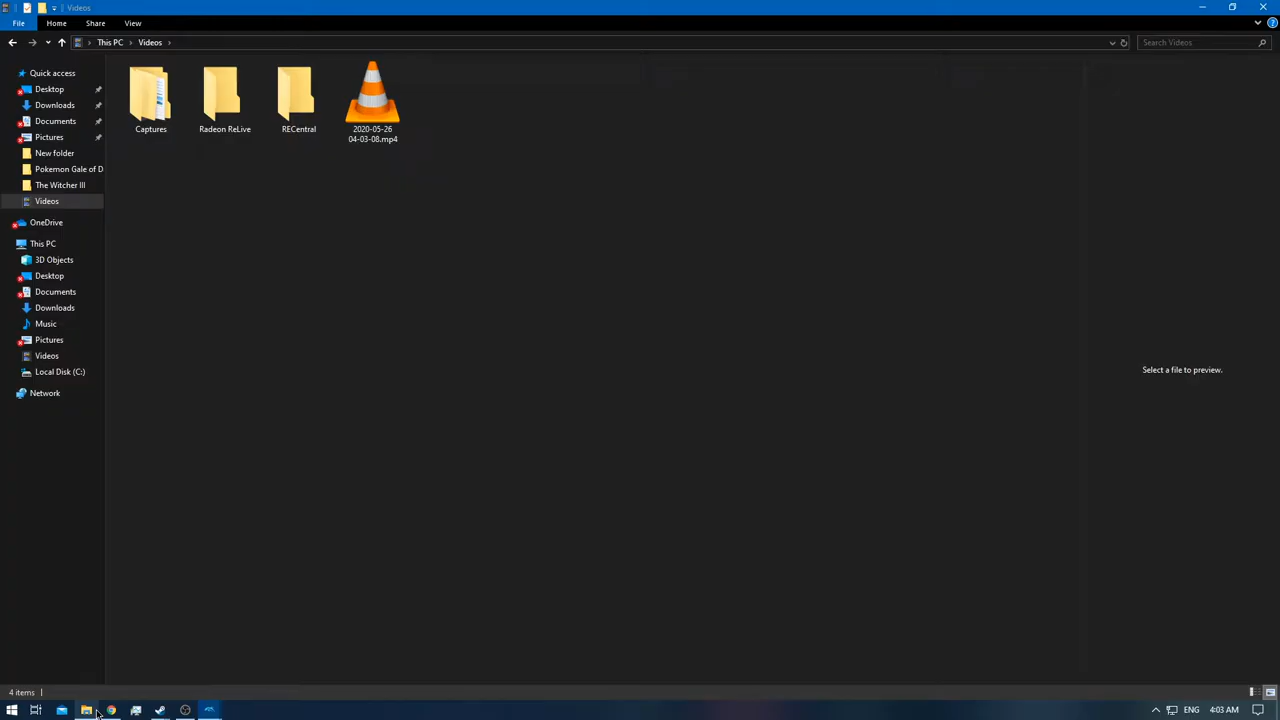 Videos
File Home Share View
This PC Videos Search Videos
Quick access
Desktop
Downloads
Documents
Pictures
New folder
Pokemon Gale of D
The Witcher III
Videos
OneDrive
This PC
3D Objects
Desktop
Documents
Downloads
Music
Pictures
Videos
Local Disk (C:)
Network
Captures
Radeon ReLive
RECentral
2020-05-26
04-03-08.mp4
Select a file to preview.
4 items
ENG 4:03 AM